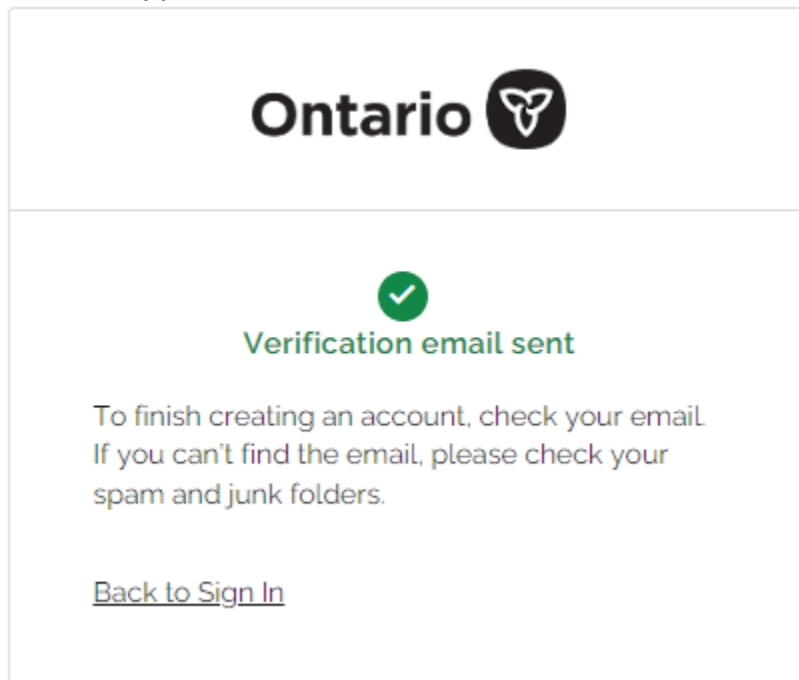 Ontario
Verification email sent
To finish creating an account, check your email.
If you can't find the email, please check your
spam and junk folders.
Back to Sign In